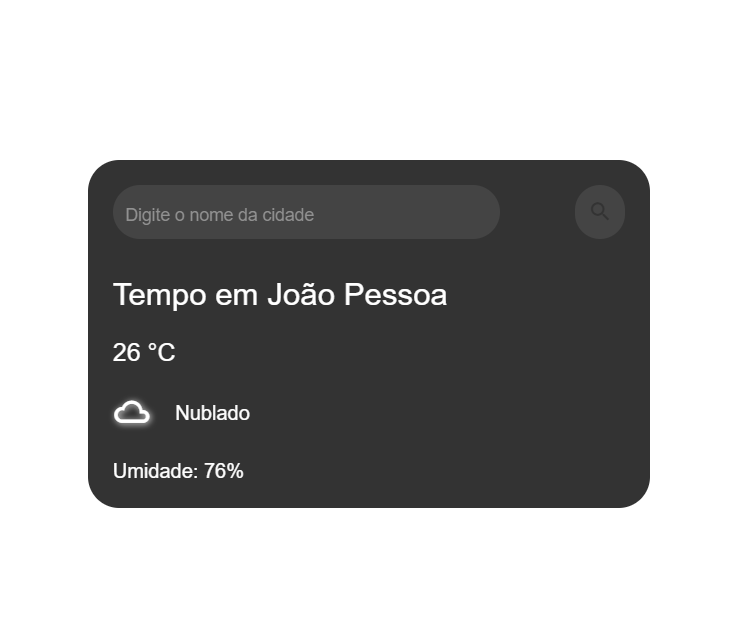 Digite o nome da cidade
Tempo em João Pessoa
26 °C
Nublado
Umidade: 76%